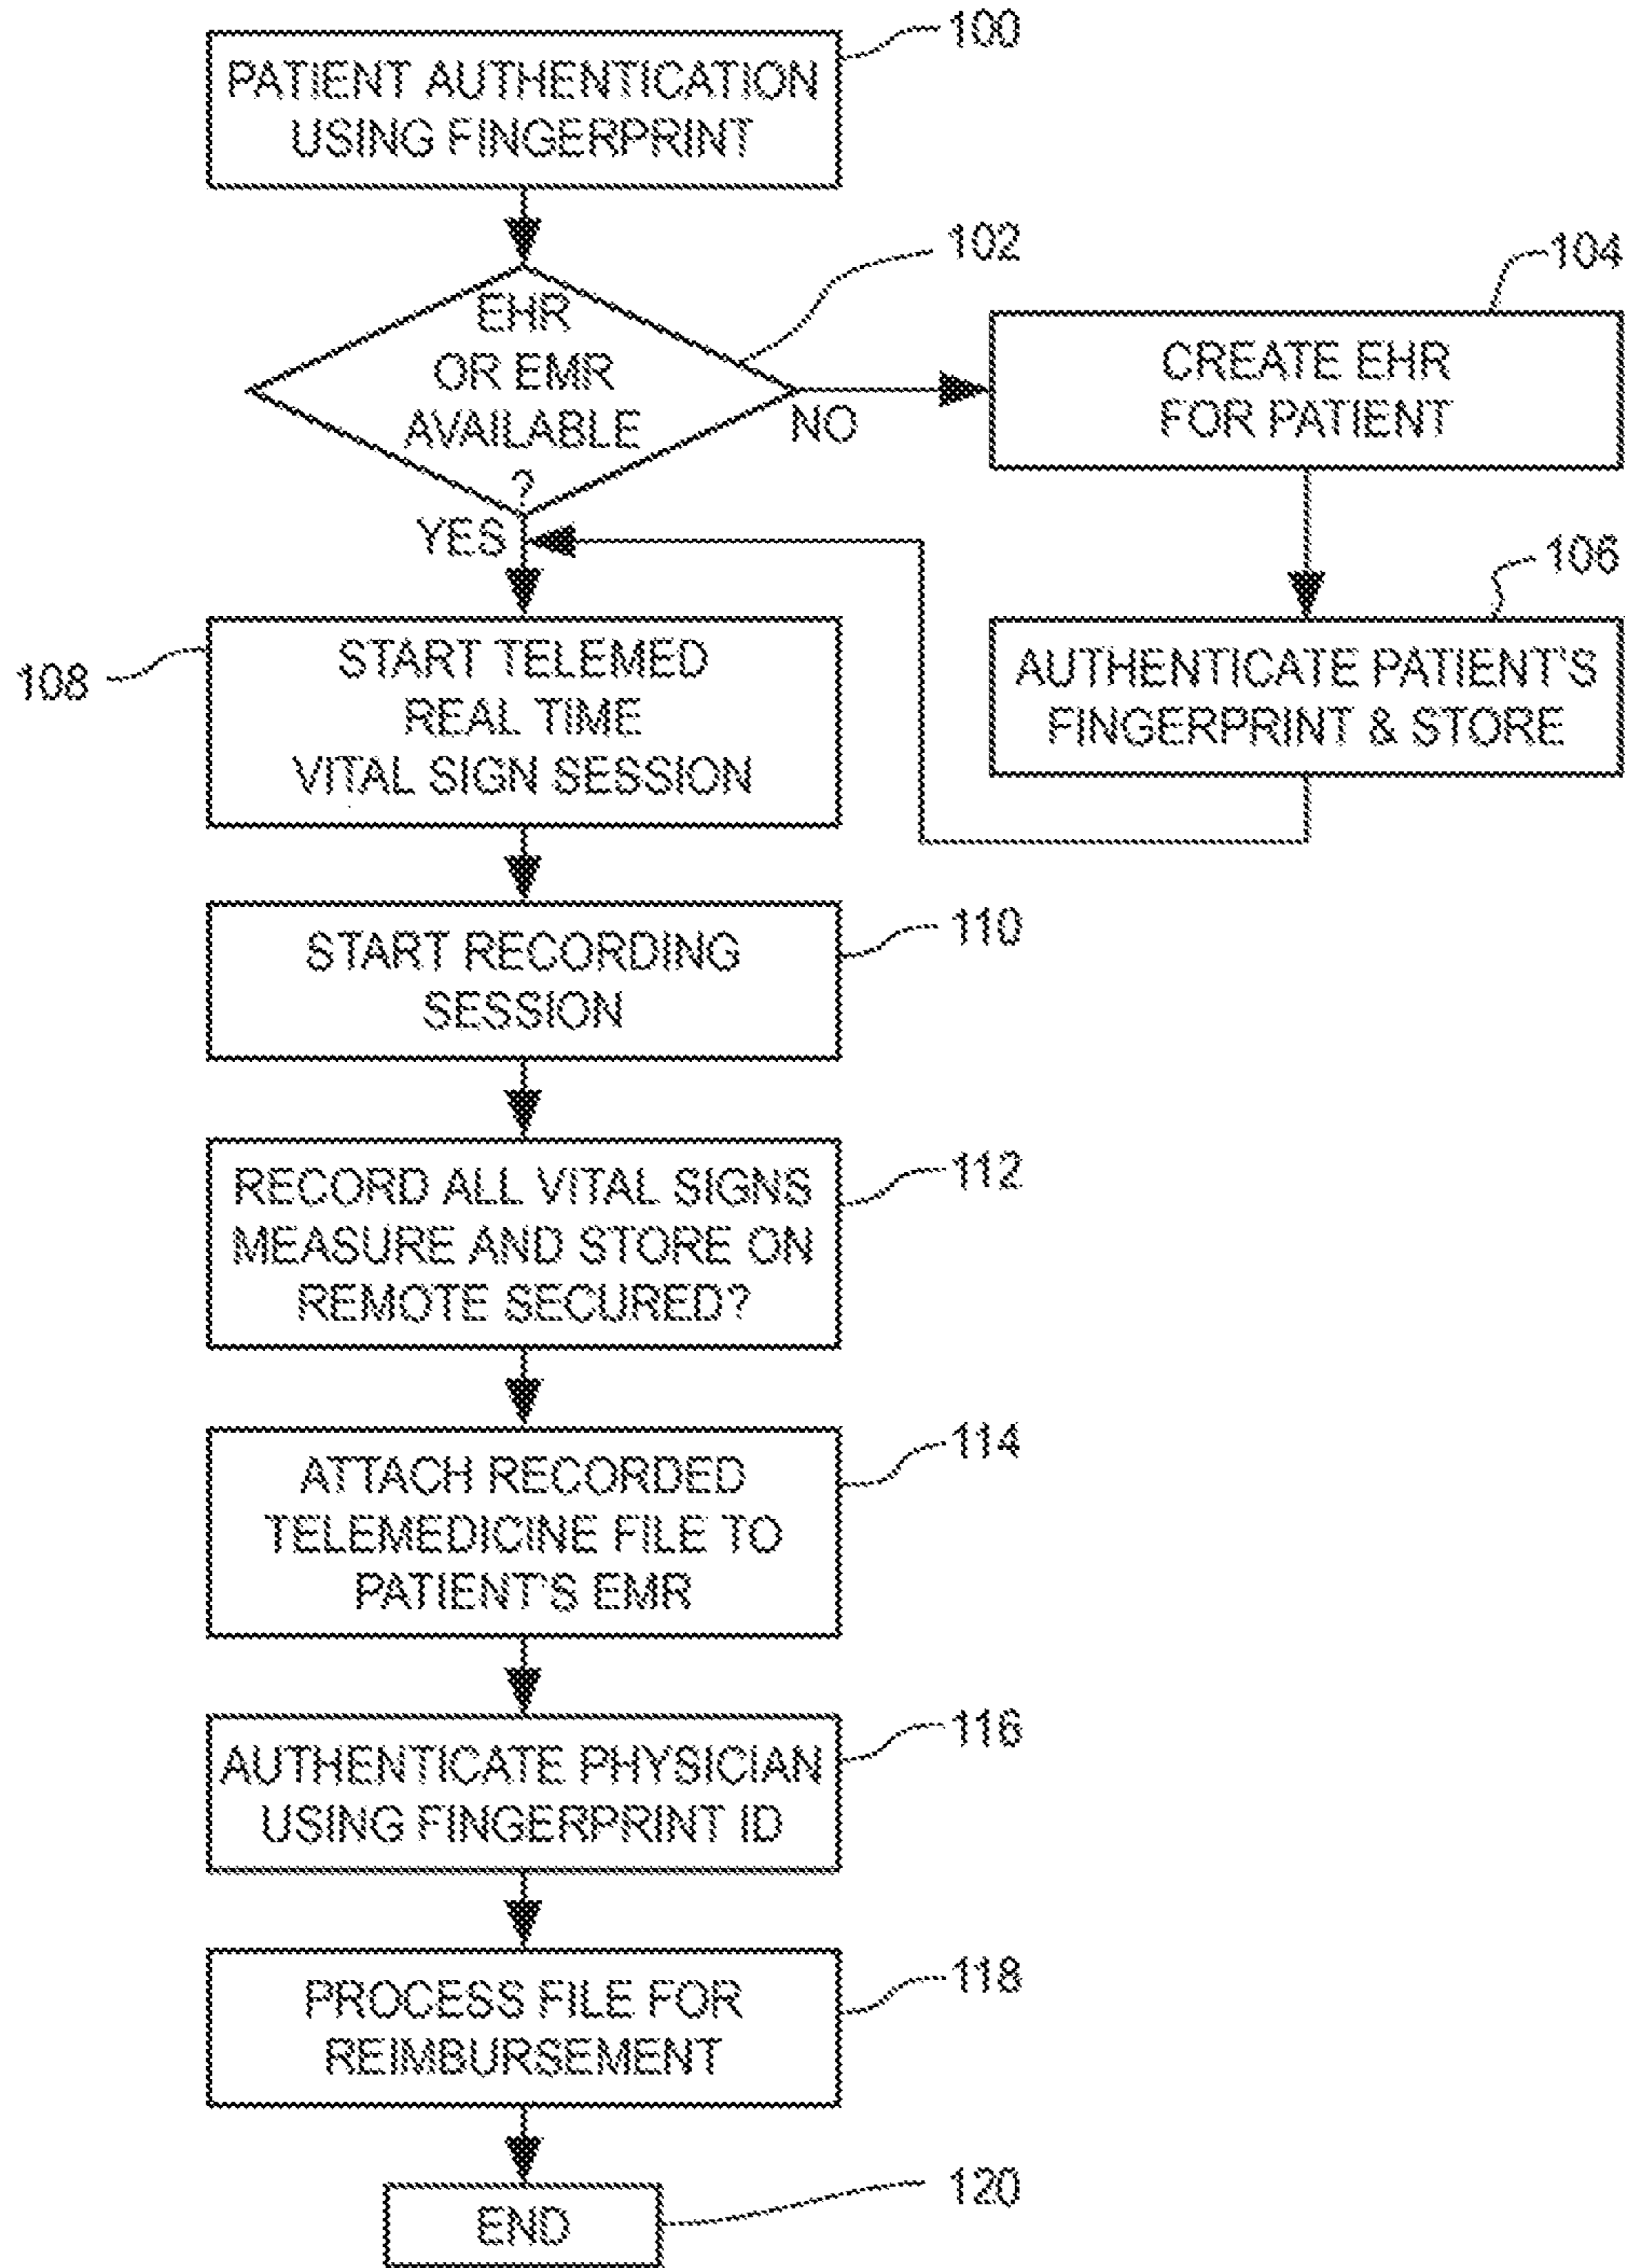 100
PATIENT AUTHENTICATION
USING FINGERPRINT
102
EHR
OR EMR
AVAILABLE
?
NO
YES
104
CREATE EHR
FOR PATIENT
106
AUTHENTICATE PATIENT'S
FINGERPRINT & STORE
108
START TELEMED
REAL TIME
VITAL SIGN SESSION
110
START RECORDING
SESSION
112
RECORD ALL VITAL SIGNS
MEASURE AND STORE ON
REMOTE SECURED?
114
ATTACH RECORDED
TELEMEDICINE FILE TO
PATIENT'S EMR
116
AUTHENTICATE PHYSICIAN
USING FINGERPRINT ID
118
PROCESS FILE FOR
REIMBURSEMENT
120
END